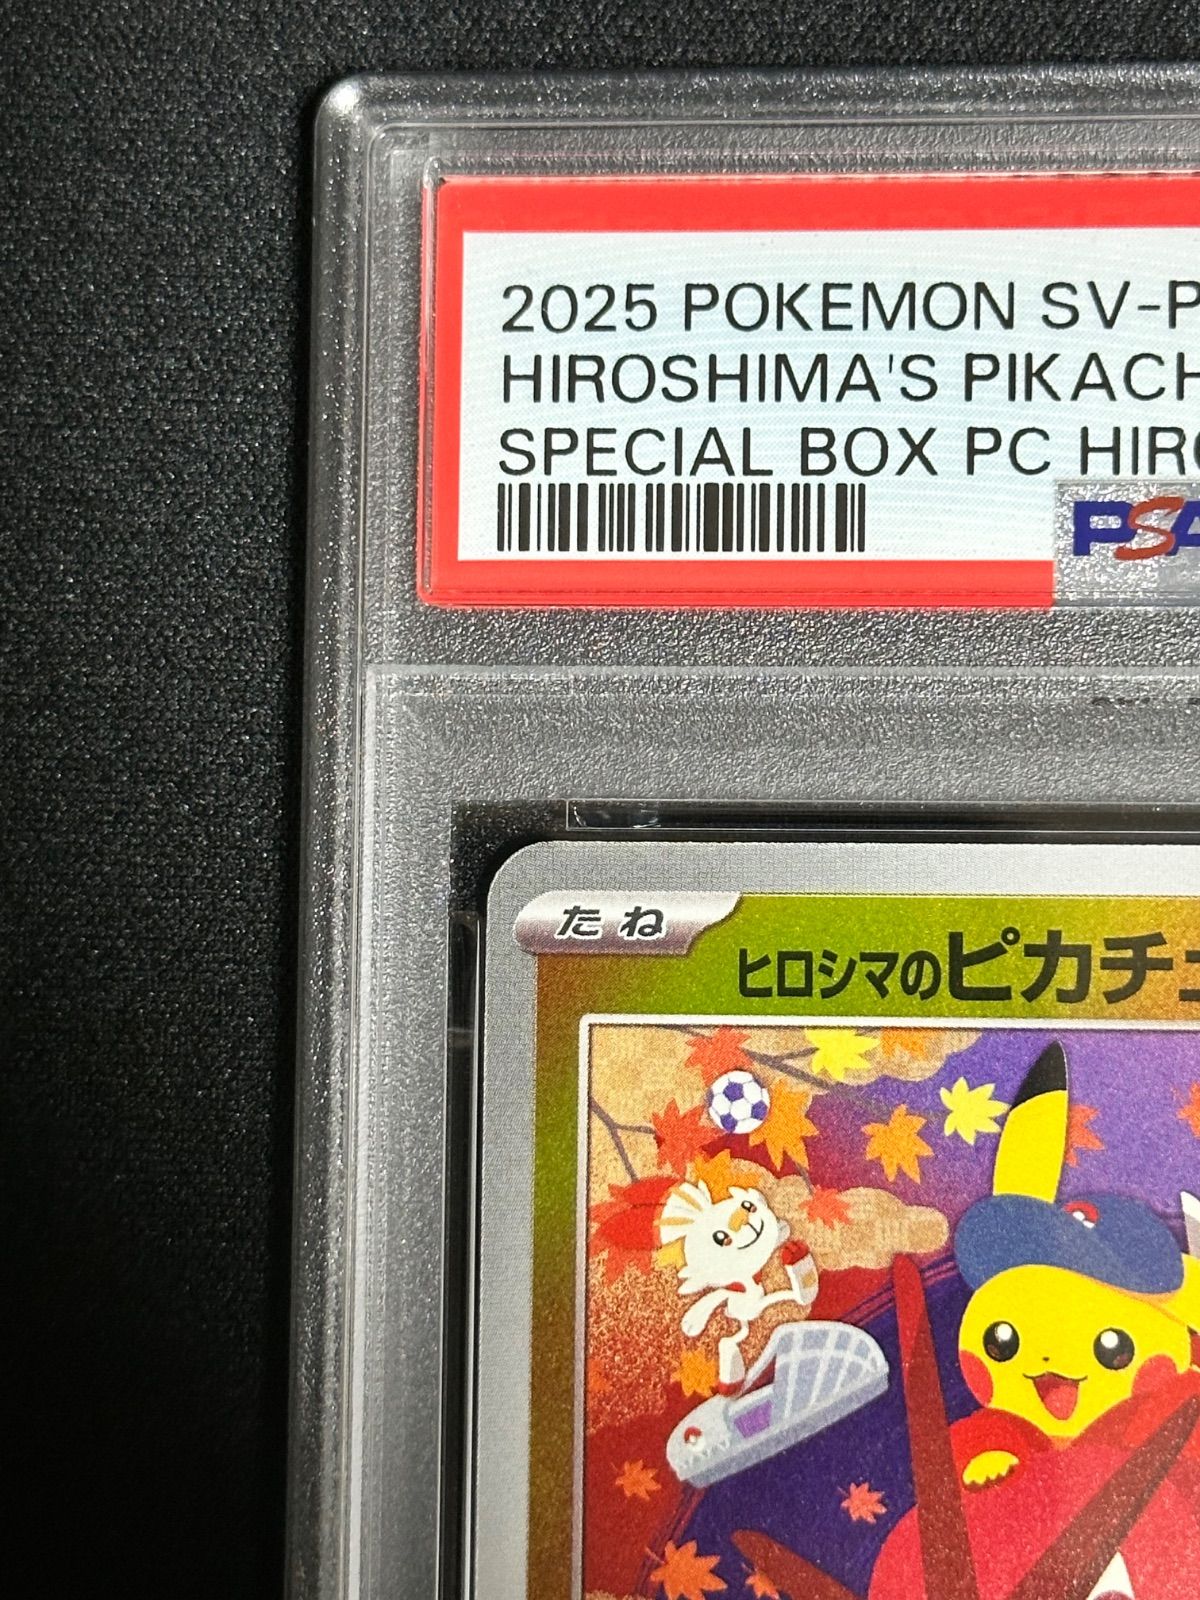 2025 POKEMON SV-P
HIROSHIMA'S PIKACH
SPECIAL BOX PC HIRO
PSA
たね
ヒロシマのピカチュ